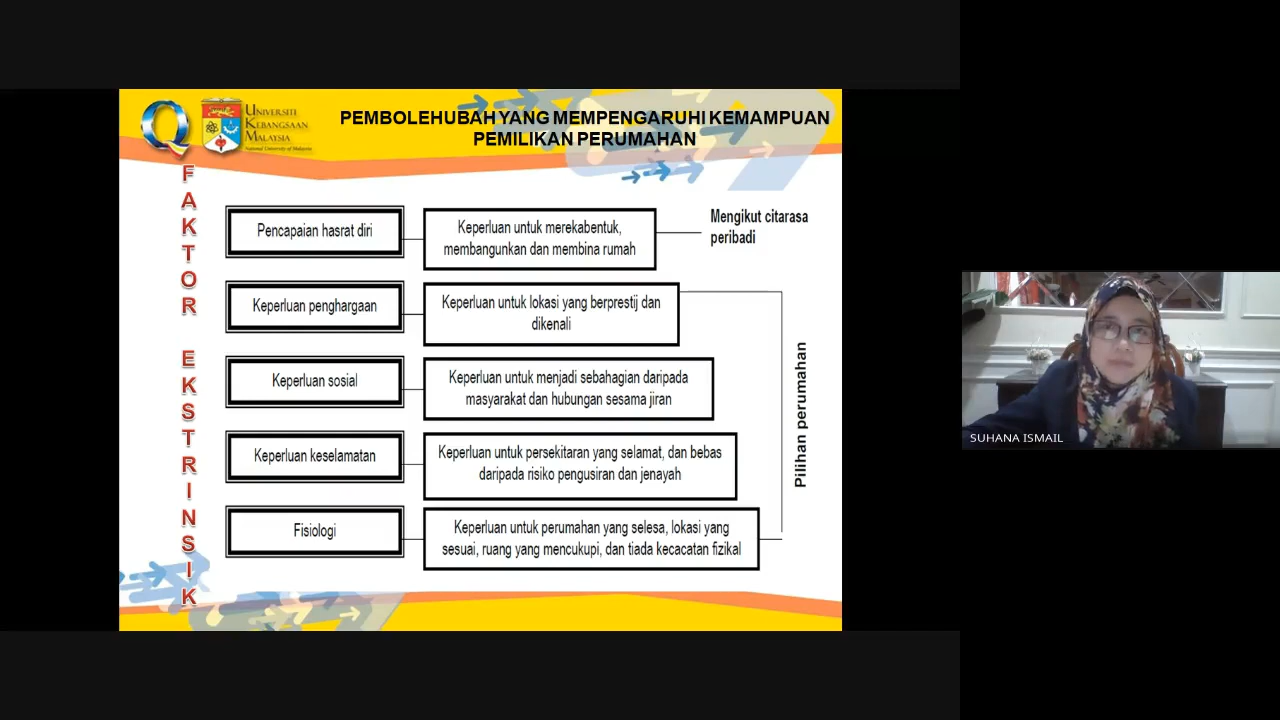 UNIVERSITI
KEBANGSAAN
MALAYSIA
National University of Malaysia
PEMBOLEHUBAH YANG MEMPENGARUHI KEMAMPUAN
PEMILIKAN PERUMAHAN
FAKTOR EKSTRINSIK
Pencapaian hasrat diri
Keperluan untuk merekabentuk,
membangunkan dan membina rumah
Mengikut citarasa
peribadi
Keperluan penghargaan
Keperluan untuk lokasi yang berprestij dan
dikenali
Keperluan sosial
Keperluan untuk menjadi sebahagian daripada
masyarakat dan hubungan sesama jiran
Keperluan keselamatan
Keperluan untuk persekitaran yang selamat, dan bebas
daripada risiko pengusiran dan jenayah
Fisiologi
Keperluan untuk perumahan yang selesa, lokasi yang
sesuai, ruang yang mencukupi, dan tiada kecacatan fizikal
Pilihan perumahan
SUHANA ISMAIL